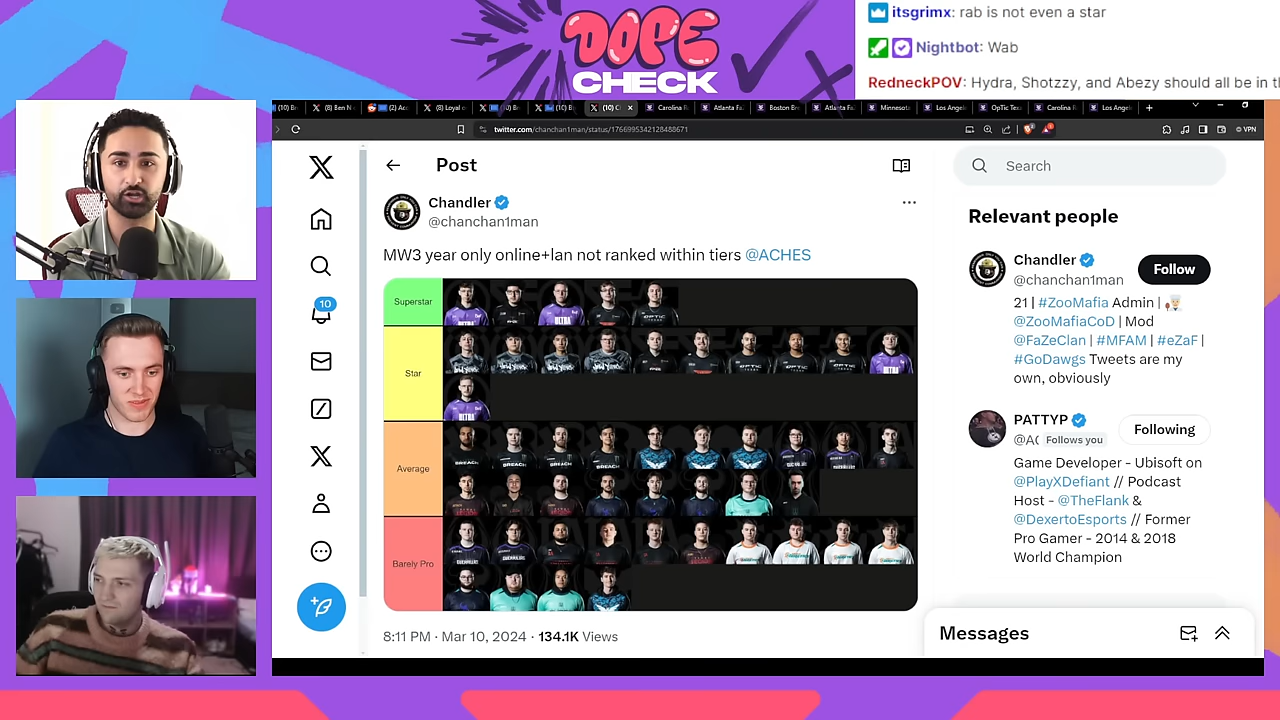 DOPE
CHECK
itsgrimx: rab is not even a star
Nightbot: Wab
RedneckPOV: Hydra, Shotzzy, and Abezy should all be in t
twitter.com/chanchan1man/status/1766995342128488671
VPN
Post
Search
Chandler
@chanchan1man
MW3 year only online+lan not ranked within tiers @ACHES
Superstar
Star
Average
Barely Pro
8:11 PM · Mar 10, 2024 · 134.1K Views
10
Relevant people
Chandler
@chanchan1man
Follow
21 | #ZooMafia Admin |
@ZooMafiaCoD | Mod
@FaZeClan | #MFAM | #eZaF |
#GoDawgs Tweets are my
own, obviously
PATTYP
@A( Follows you
Following
Game Developer - Ubisoft on
@PlayXDefiant // Podcast
Host - @TheFlank &
@DexertoEsports // Former
Pro Gamer - 2014 & 2018
World Champion
Messages